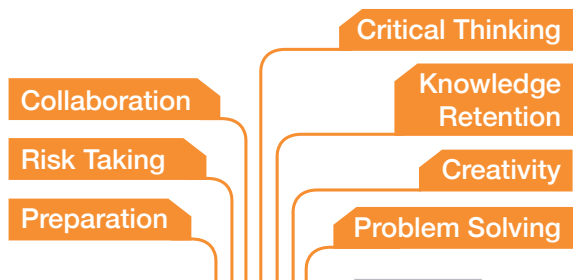 Critical Thinking
Collaboration
Knowledge
Retention
Risk Taking
Creativity
Preparation
Problem Solving